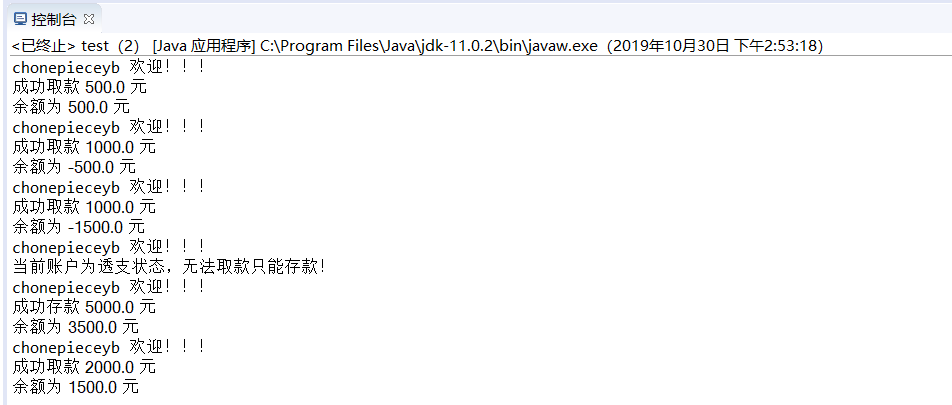 控制台
<已终止> test（2） [Java 应用程序] C:\Program Files\Java\jdk-11.0.2\bin\javaw.exe（2019年10月30日 下午2:53:18）
chonepieceyb 欢迎！！！
成功取款 500.0 元
余额为 500.0 元
chonepieceyb 欢迎！！！
成功取款 1000.0 元
余额为 -500.0 元
chonepieceyb 欢迎！！！
成功取款 1000.0 元
余额为 -1500.0 元
chonepieceyb 欢迎！！！
当前账户为透支状态，无法取款只能存款！
chonepieceyb 欢迎！！！
成功存款 5000.0 元
余额为 3500.0 元
chonepieceyb 欢迎！！！
成功取款 2000.0 元
余额为 1500.0 元